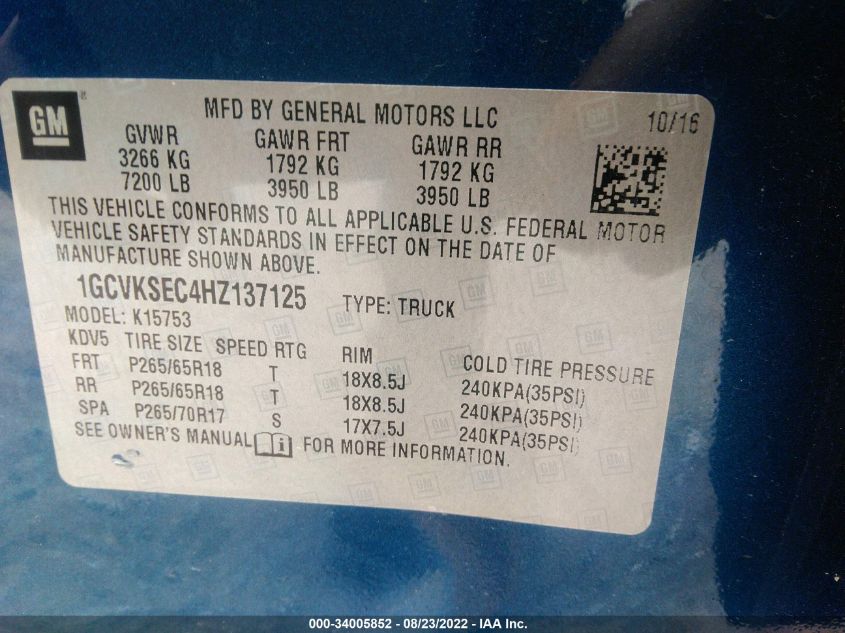 GM ®
MFD BY GENERAL MOTORS LLC
10/16
GVWR GAWR FRT GAWR RR
3266 KG 1792 KG 1792 KG
7200 LB 3950 LB 3950 LB
THIS VEHICLE CONFORMS TO ALL APPLICABLE U.S. FEDERAL MOTOR
VEHICLE SAFETY STANDARDS IN EFFECT ON THE DATE OF
MANUFACTURE SHOWN ABOVE.
1GCVKSEC4HZ137125 TYPE: TRUCK
MODEL: K15753
KDV5 TIRE SIZE SPEED RTG RIM COLD TIRE PRESSURE
FRT P265/65R18 T 18X8.5J 240KPA(35PSI)
RR P265/65R18 T 18X8.5J 240KPA(35PSI)
SPA P265/70R17 S 17X7.5J 240KPA(35PSI)
SEE OWNER'S MANUAL FOR MORE INFORMATION.
000-34005852 - 08/23/2022 - IAA Inc.